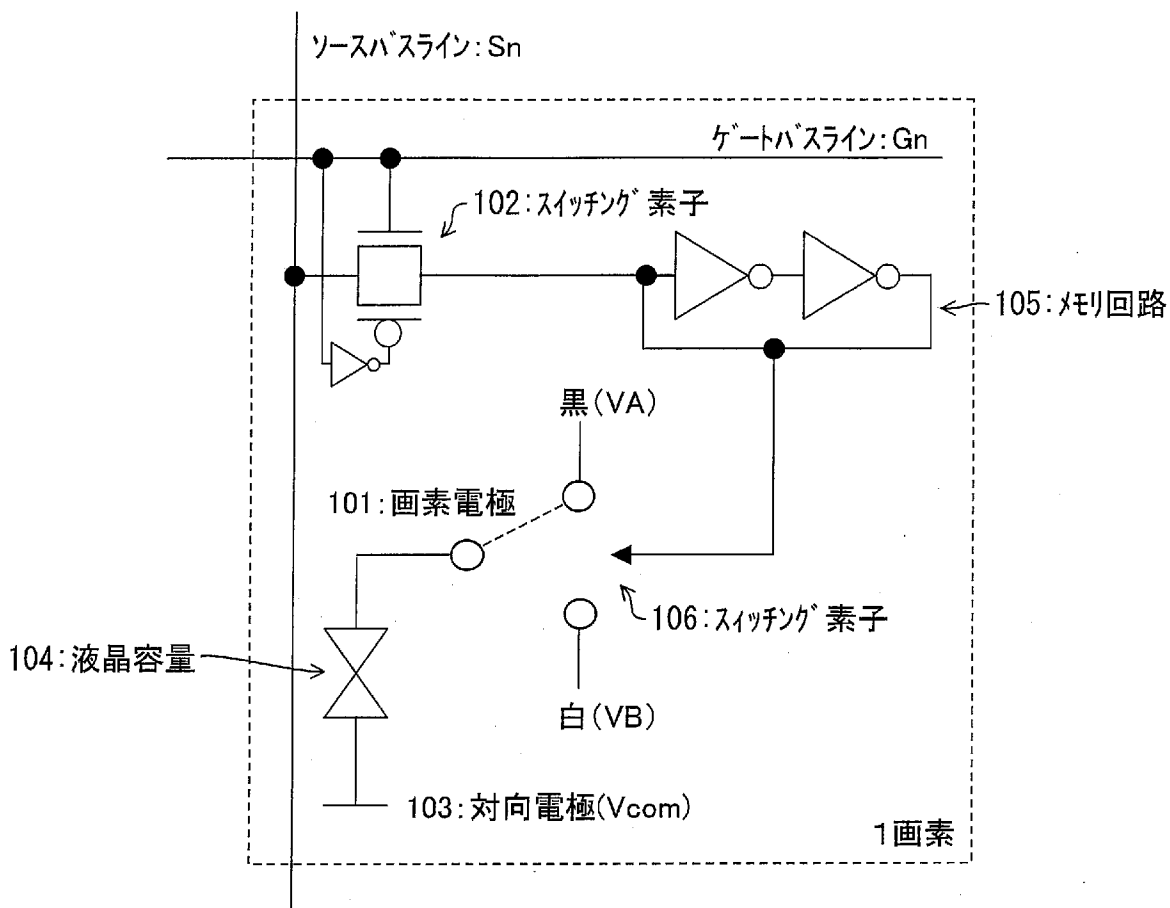 ソースバスライン：Sn
ゲートバスライン：Gn
102：スイッチング素子
105：メモリ回路
黒（VA）
101：画素電極
106：スィッチング素子
104：液晶容量
白（VB）
103：対向電極(Vcom)
1画素